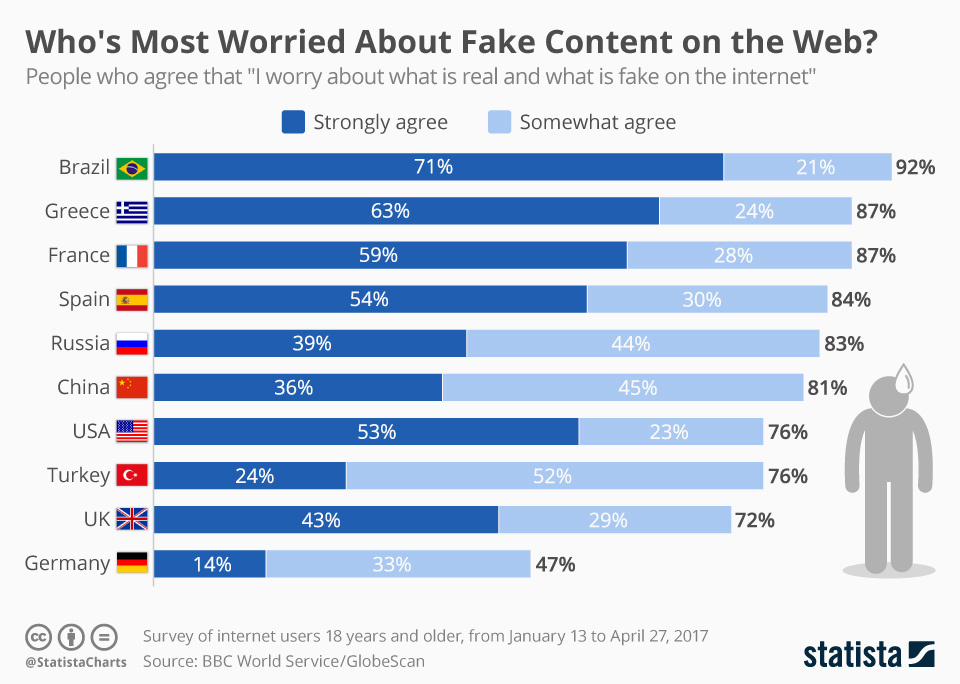 Who's Most Worried About Fake Content on the Web?
People who agree that "I worry about what is real and what is fake on the internet"
Strongly agree Somewhat agree
Brazil 71% 21% 92%
Greece 63% 24% 87%
France 59% 28% 87%
Spain 54% 30% 84%
Russia 39% 44% 83%
China 36% 45% 81%
USA 53% 23% 76%
Turkey 24% 52% 76%
UK 43% 29% 72%
Germany 14% 33% 47%
cc
@StatistaCharts
Survey of internet users 18 years and older, from January 13 to April 27, 2017
Source: BBC World Service/GlobeScan
statista